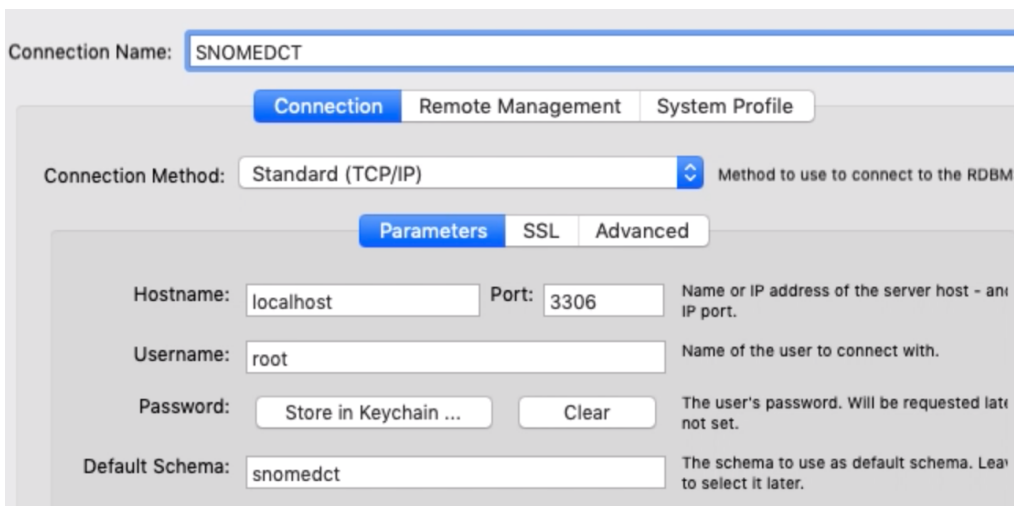 Connection Name: SNOMEDCT
Connection Remote Management System Profile
Connection Method: Standard (TCP/IP) Method to use to connect to the RDBM
Parameters SSL Advanced
Hostname: localhost Port: 3306 Name or IP address of the server host - and
IP port.
Username: root Name of the user to connect with.
Password: Store in Keychain ... Clear The user's password. Will be requested late
not set.
Default Schema: snomedct The schema to use as default schema. Leav
to select it later.